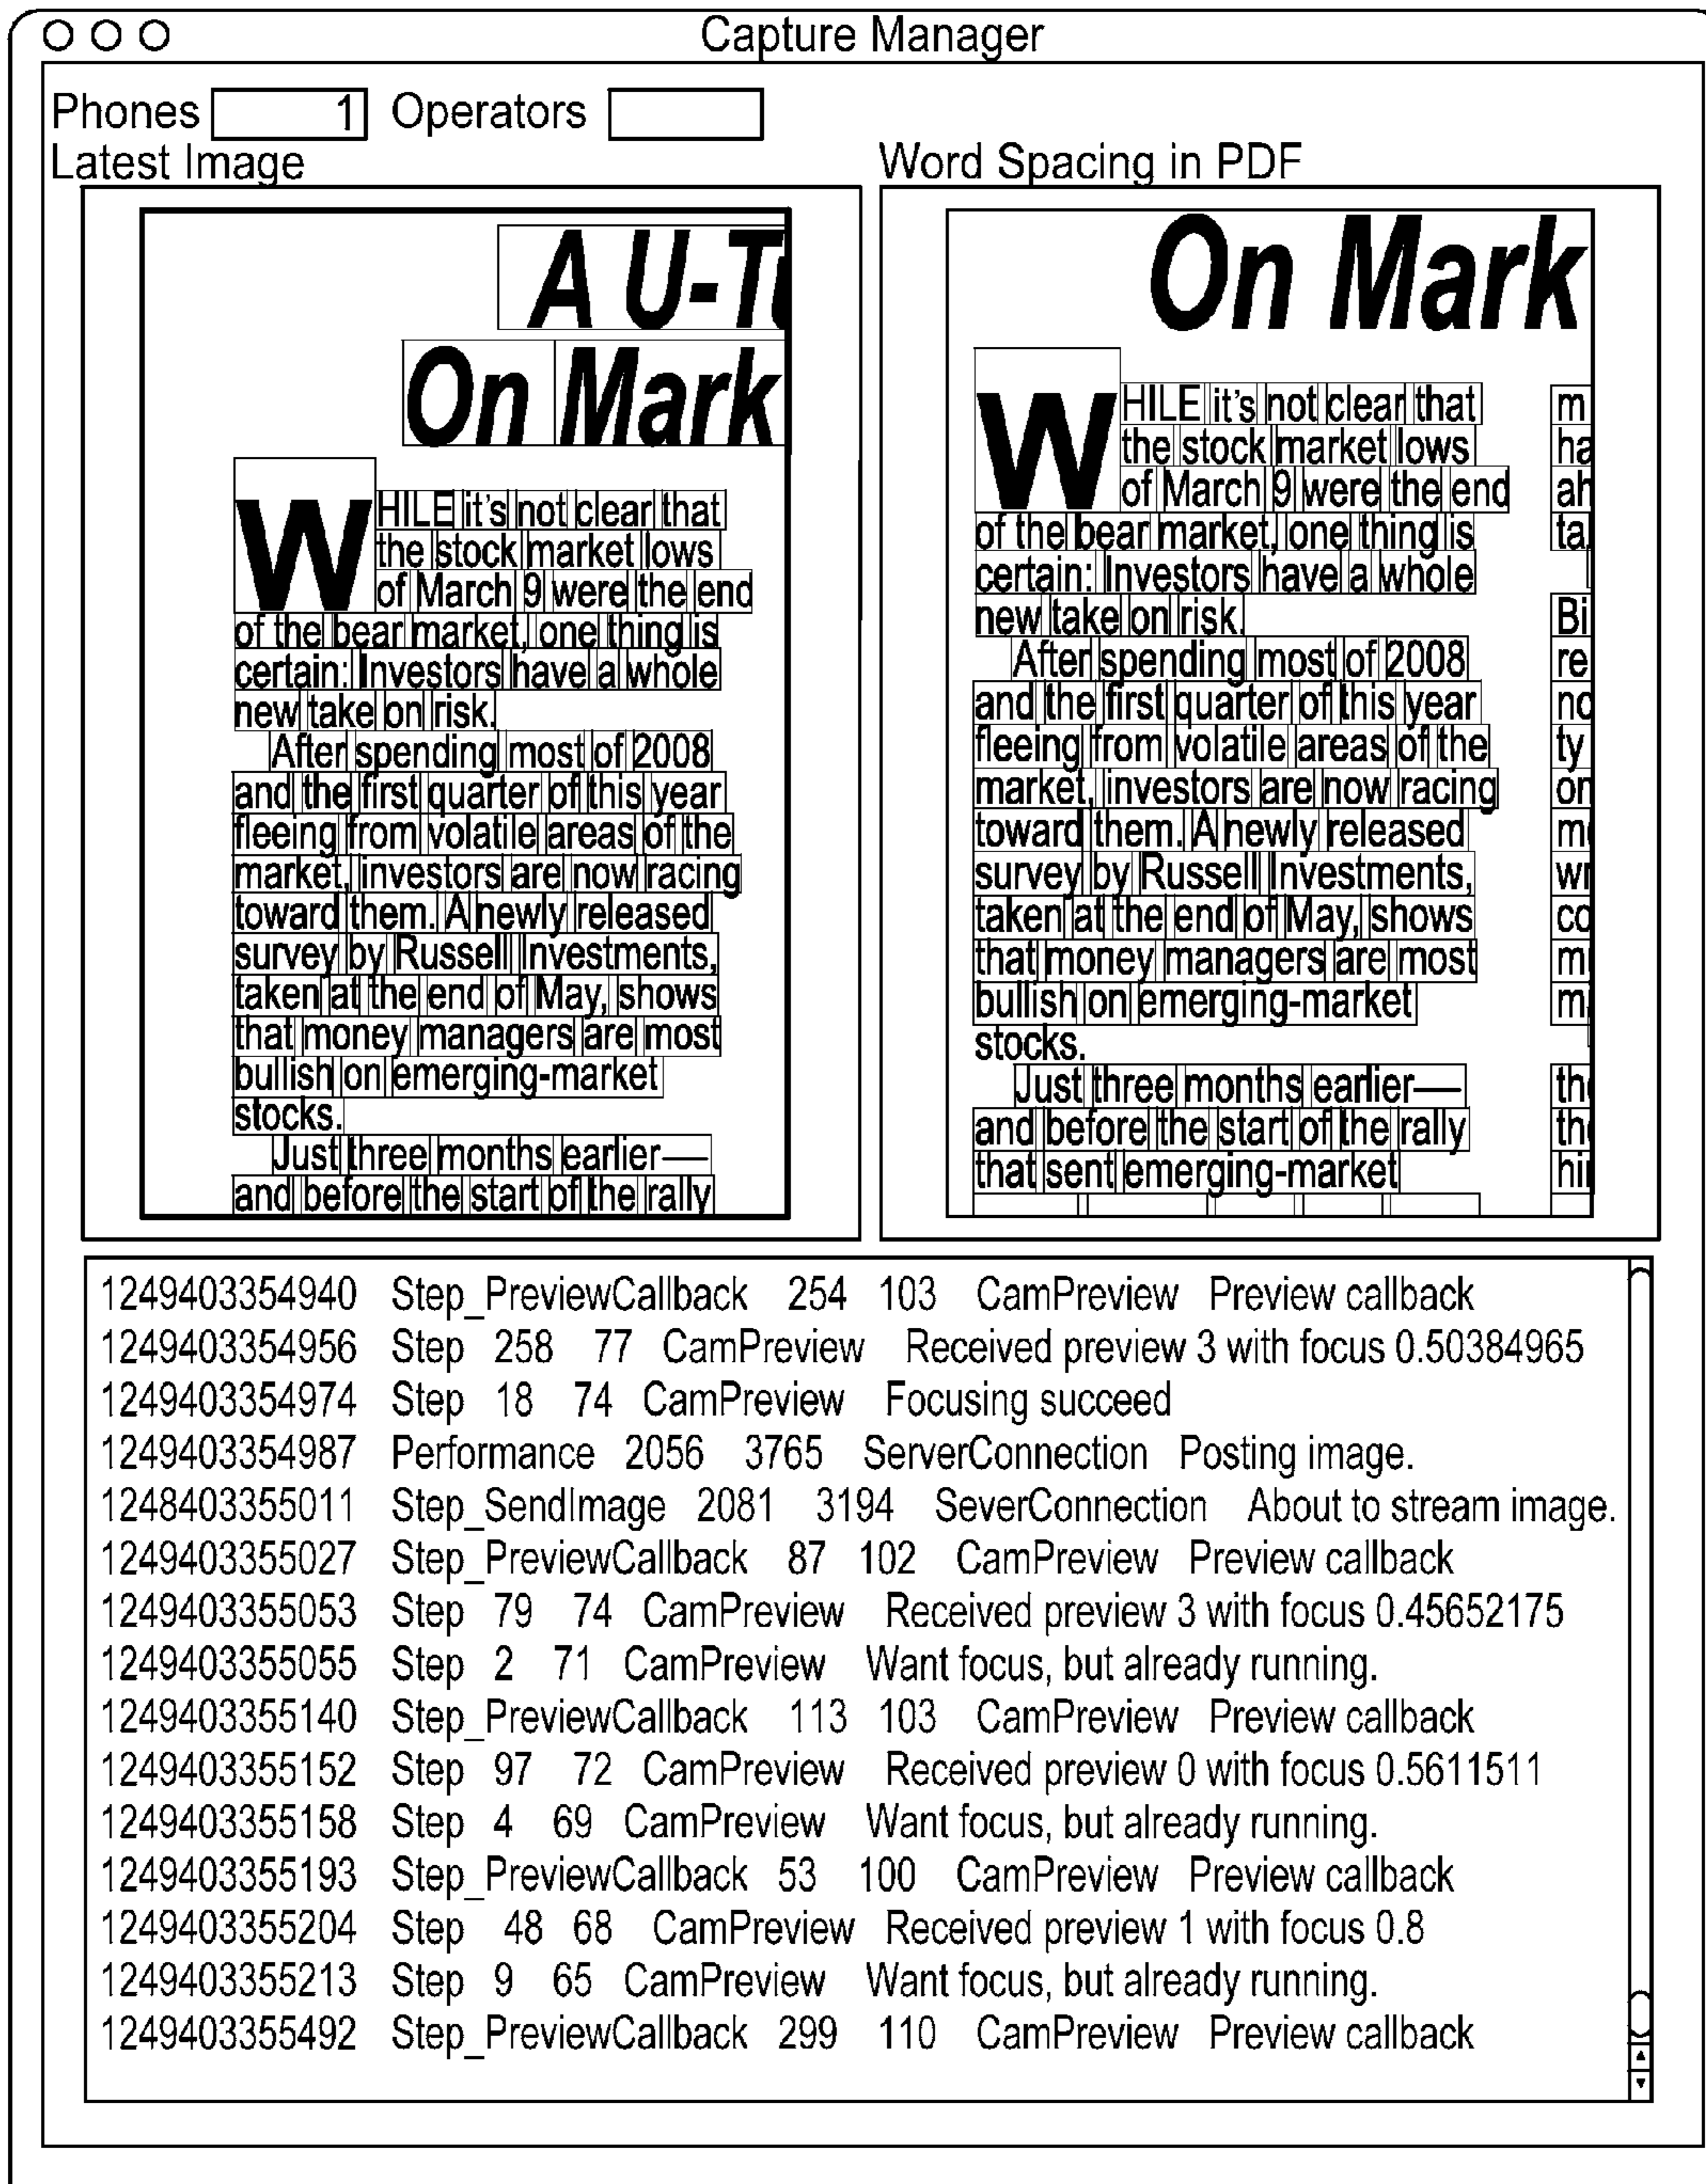 Capture Manager
Phones 1 Operators
Latest Image
A U-T
On Mark
WHILE it's not clear that
the stock market lows
of March 9 were the end
of the bear market, one thing is
certain: Investors have a whole
new take on risk.
After spending most of 2008
and the first quarter of this year
fleeing from volatile areas of the
market, investors are now racing
toward them. A newly released
survey by Russell Investments,
taken at the end of May, shows
that money managers are most
bullish on emerging-market
stocks.
Just three months earlier—
and before the start of the rally
Word Spacing in PDF
On Mark
WHILE it's not clear that
the stock market lows
of March 9 were the end
of the bear market, one thing is
certain: Investors have a whole
new take on risk.
After spending most of 2008
and the first quarter of this year
fleeing from volatile areas of the
market, investors are now racing
toward them. A newly released
survey by Russell Investments,
taken at the end of May, shows
that money managers are most
bullish on emerging-market
stocks.
Just three months earlier—
and before the start of the rally
that sent emerging-market
m
ha
ah
ta
Bi
re
no
ty
on
mo
wr
co
mu
ma
the
the
hi
1249403354940 Step_PreviewCallback 254 103 CamPreview Preview callback
1249403354956 Step 258 77 CamPreview Received preview 3 with focus 0.50384965
1249403354974 Step 18 74 CamPreview Focusing succeed
1249403354987 Performance 2056 3765 ServerConnection Posting image.
1248403355011 Step_SendImage 2081 3194 SeverConnection About to stream image.
1249403355027 Step_PreviewCallback 87 102 CamPreview Preview callback
1249403355053 Step 79 74 CamPreview Received preview 3 with focus 0.45652175
1249403355055 Step 2 71 CamPreview Want focus, but already running.
1249403355140 Step_PreviewCallback 113 103 CamPreview Preview callback
1249403355152 Step 97 72 CamPreview Received preview 0 with focus 0.5611511
1249403355158 Step 4 69 CamPreview Want focus, but already running.
1249403355193 Step_PreviewCallback 53 100 CamPreview Preview callback
1249403355204 Step 48 68 CamPreview Received preview 1 with focus 0.8
1249403355213 Step 9 65 CamPreview Want focus, but already running.
1249403355492 Step_PreviewCallback 299 110 CamPreview Preview callback